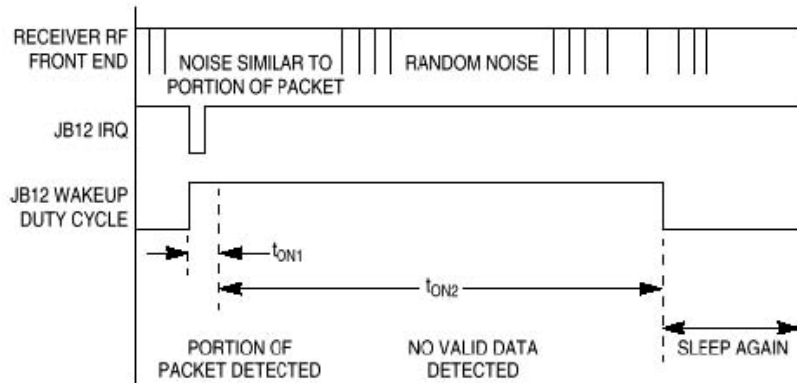 RECEIVER RF
FRONT END
NOISE SIMILAR TO
PORTION OF PACKET
RANDOM NOISE
JB12 IRQ
JB12 WAKEUP
DUTY CYCLE
tON1
tON2
PORTION OF
PACKET DETECTED
NO VALID DATA
DETECTED
SLEEP AGAIN